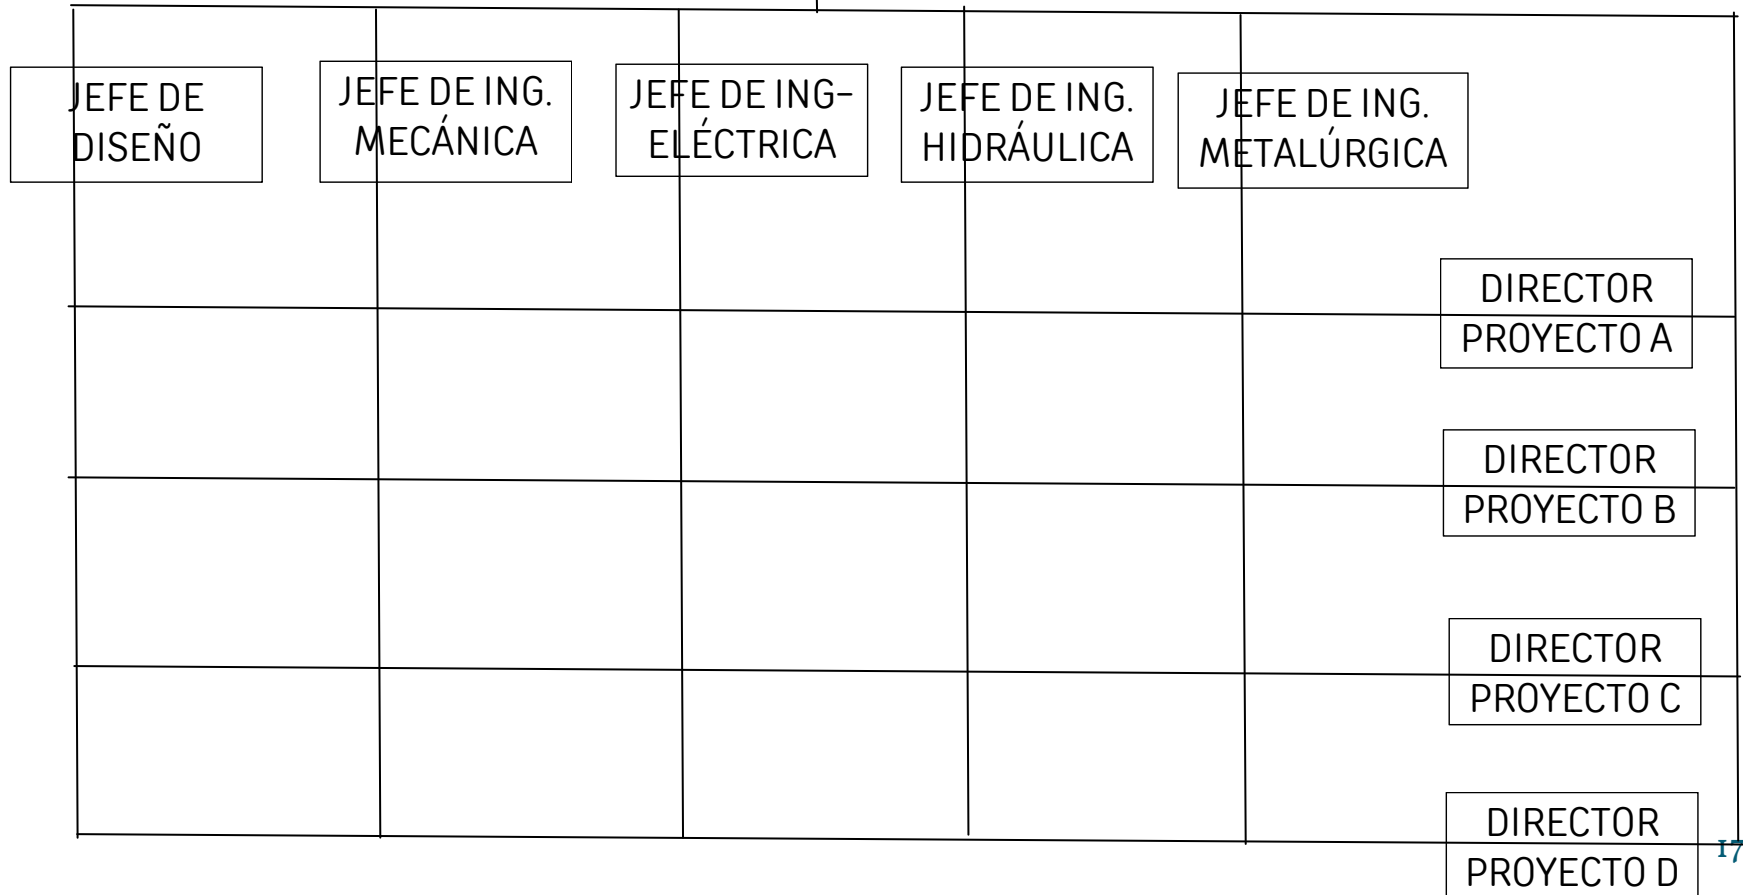 JEFE DE
DISEÑO
JEFE DE ING.
MECÁNICA
JEFE DE ING-
ELÉCTRICA
JEFE DE ING.
HIDRÁULICA
JEFE DE ING.
METALÚRGICA
DIRECTOR
PROYECTO A
DIRECTOR
PROYECTO B
DIRECTOR
PROYECTO C
DIRECTOR
PROYECTO D
17